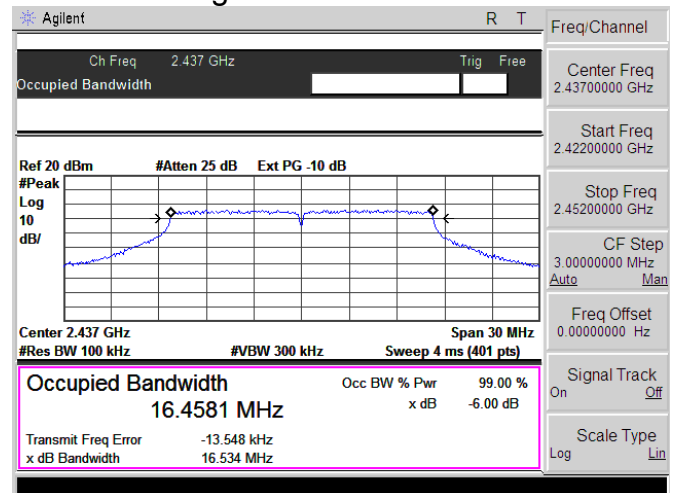 Agilent R T
Freq/Channel
Ch Freq 2.437 GHz Trig Free
Occupied Bandwidth
Center Freq
2.43700000 GHz
Start Freq
2.42200000 GHz
Ref 20 dBm #Atten 25 dB Ext PG -10 dB
#Peak
Log
10
dB/
Stop Freq
2.45200000 GHz
CF Step
3.00000000 MHz
Auto Man
Center 2.437 GHz Span 30 MHz
#Res BW 100 kHz #VBW 300 kHz Sweep 4 ms (401 pts)
Freq Offset
0.00000000 Hz
Occupied Bandwidth Occ BW % Pwr 99.00 %
16.4581 MHz x dB -6.00 dB
Transmit Freq Error -13.548 kHz
x dB Bandwidth 16.534 MHz
Signal Track
On Off
Scale Type
Log Lin